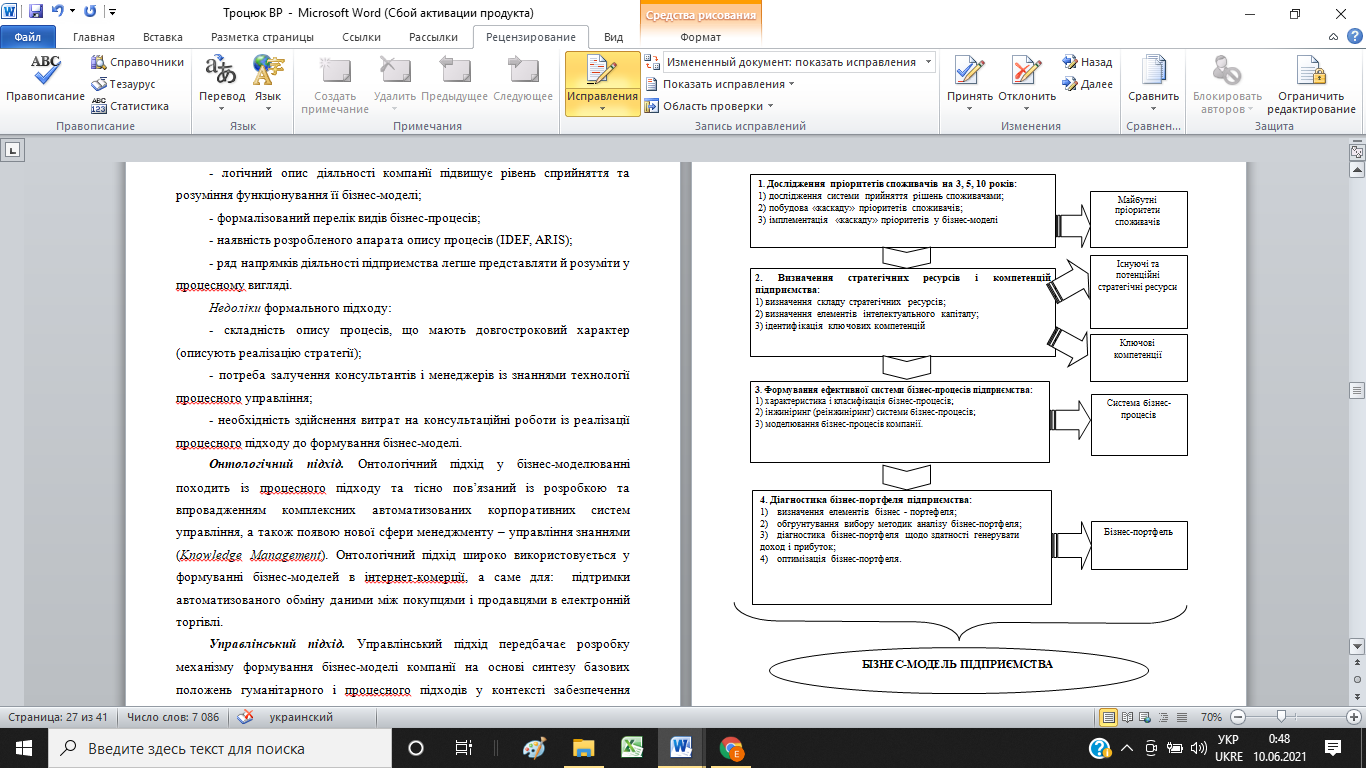 Троцюк ВР - Microsoft Word (Сбой активации продукта)
Средства рисования
Файл
Главная
Вставка
Разметка страницы
Ссылки
Рассылки
Рецензирование
Вид
Формат
ABC
Правописание
Справочники
Тезаурус
ABC
123
Статистика
Правописание
Перевод
Язык
Язык
Создать
примечание
Удалить
Предыдущее
Следующее
Примечания
Исправления
Измененный документ: показать исправления
Показать исправления
Область проверки
Запись исправлений
Принять
Отклонить
Назад
Далее
Изменения
Сравнить
Сравнен...
Блокировать
авторов
Ограничить
редактирование
Защита
- логічний опис діяльності компанії підвищує рівень сприйняття та
розуміння функціонування її бізнес-моделі;
- формалізований перелік видів бізнес-процесів;
- наявність розробленого апарата опису процесів (IDEF, ARIS);
- ряд напрямків діяльності підприємства легше представляти й розуміти у
процесному вигляді.
Недоліки формального підходу:
- складність опису процесів, що мають довгостроковий характер
(описують реалізацію стратегії);
- потреба залучення консультантів і менеджерів із знаннями технології
процесного управління;
- необхідність здійснення витрат на консультаційні роботи із реалізації
процесного підходу до формування бізнес-моделі.
Онтологічний підхід. Онтологічний підхід у бізнес-моделюванні
походить із процесного підходу та тісно пов'язаний із розробкою та
впровадженням комплексних автоматизованих корпоративних систем
управління, а також появою нової сфери менеджменту – управління знаннями
(Knowledge Management). Онтологічний підхід широко використовується у
формуванні бізнес-моделей в інтернет-комерції, а саме для: підтримки
автоматизованого обміну даними між покупцями і продавцями в електронній
торгівлі.
Управлінський підхід. Управлінський підхід передбачає розробку
механізму формування бізнес-моделі компанії на основі синтезу базових
положень гуманітарного і процесного підходів у контексті забезпечення
1. Дослідження пріоритетів споживачів на 3, 5, 10 років:
1) дослідження системи прийняття рішень споживачами;
2) побудова «каскаду» пріоритетів споживачів;
3) імплементація «каскаду» пріоритетів у бізнес-моделі
Майбутні
пріоритети
споживачів
2. Визначення стратегічних ресурсів і компетенцій
підприємства:
1) визначення складу стратегічних ресурсів;
2) визначення елементів інтелектуального капіталу;
3) ідентифікація ключових компетенцій
Існуючі та
потенційні
стратегічні ресурси
Ключові
компетенції
3. Формування ефективної системи бізнес-процесів підприємства:
1) характеристика і класифікація бізнес-процесів;
2) інжиніринг (реінжиніринг) системи бізнес-процесів;
3) моделювання бізнес-процесів компанії.
Система бізнес-
процесів
4. Діагностика бізнес-портфеля підприємства:
1) визначення елементів бізнес - портефеля;
2) обгрунтування вибору методик аналізу бізнес-портфеля;
3) діагностика бізнес-портфеля щодо здатності генерувати
доход і прибуток;
4) оптимізація бізнес-портфеля.
Бізнес-портфель
БІЗНЕС-МОДЕЛЬ ПІДПРИЄМСТВА
Страница: 27 из 41
Число слов: 7 086
украинский
70%
Введите здесь текст для поиска
УКР
UKRE
0:48
10.06.2021